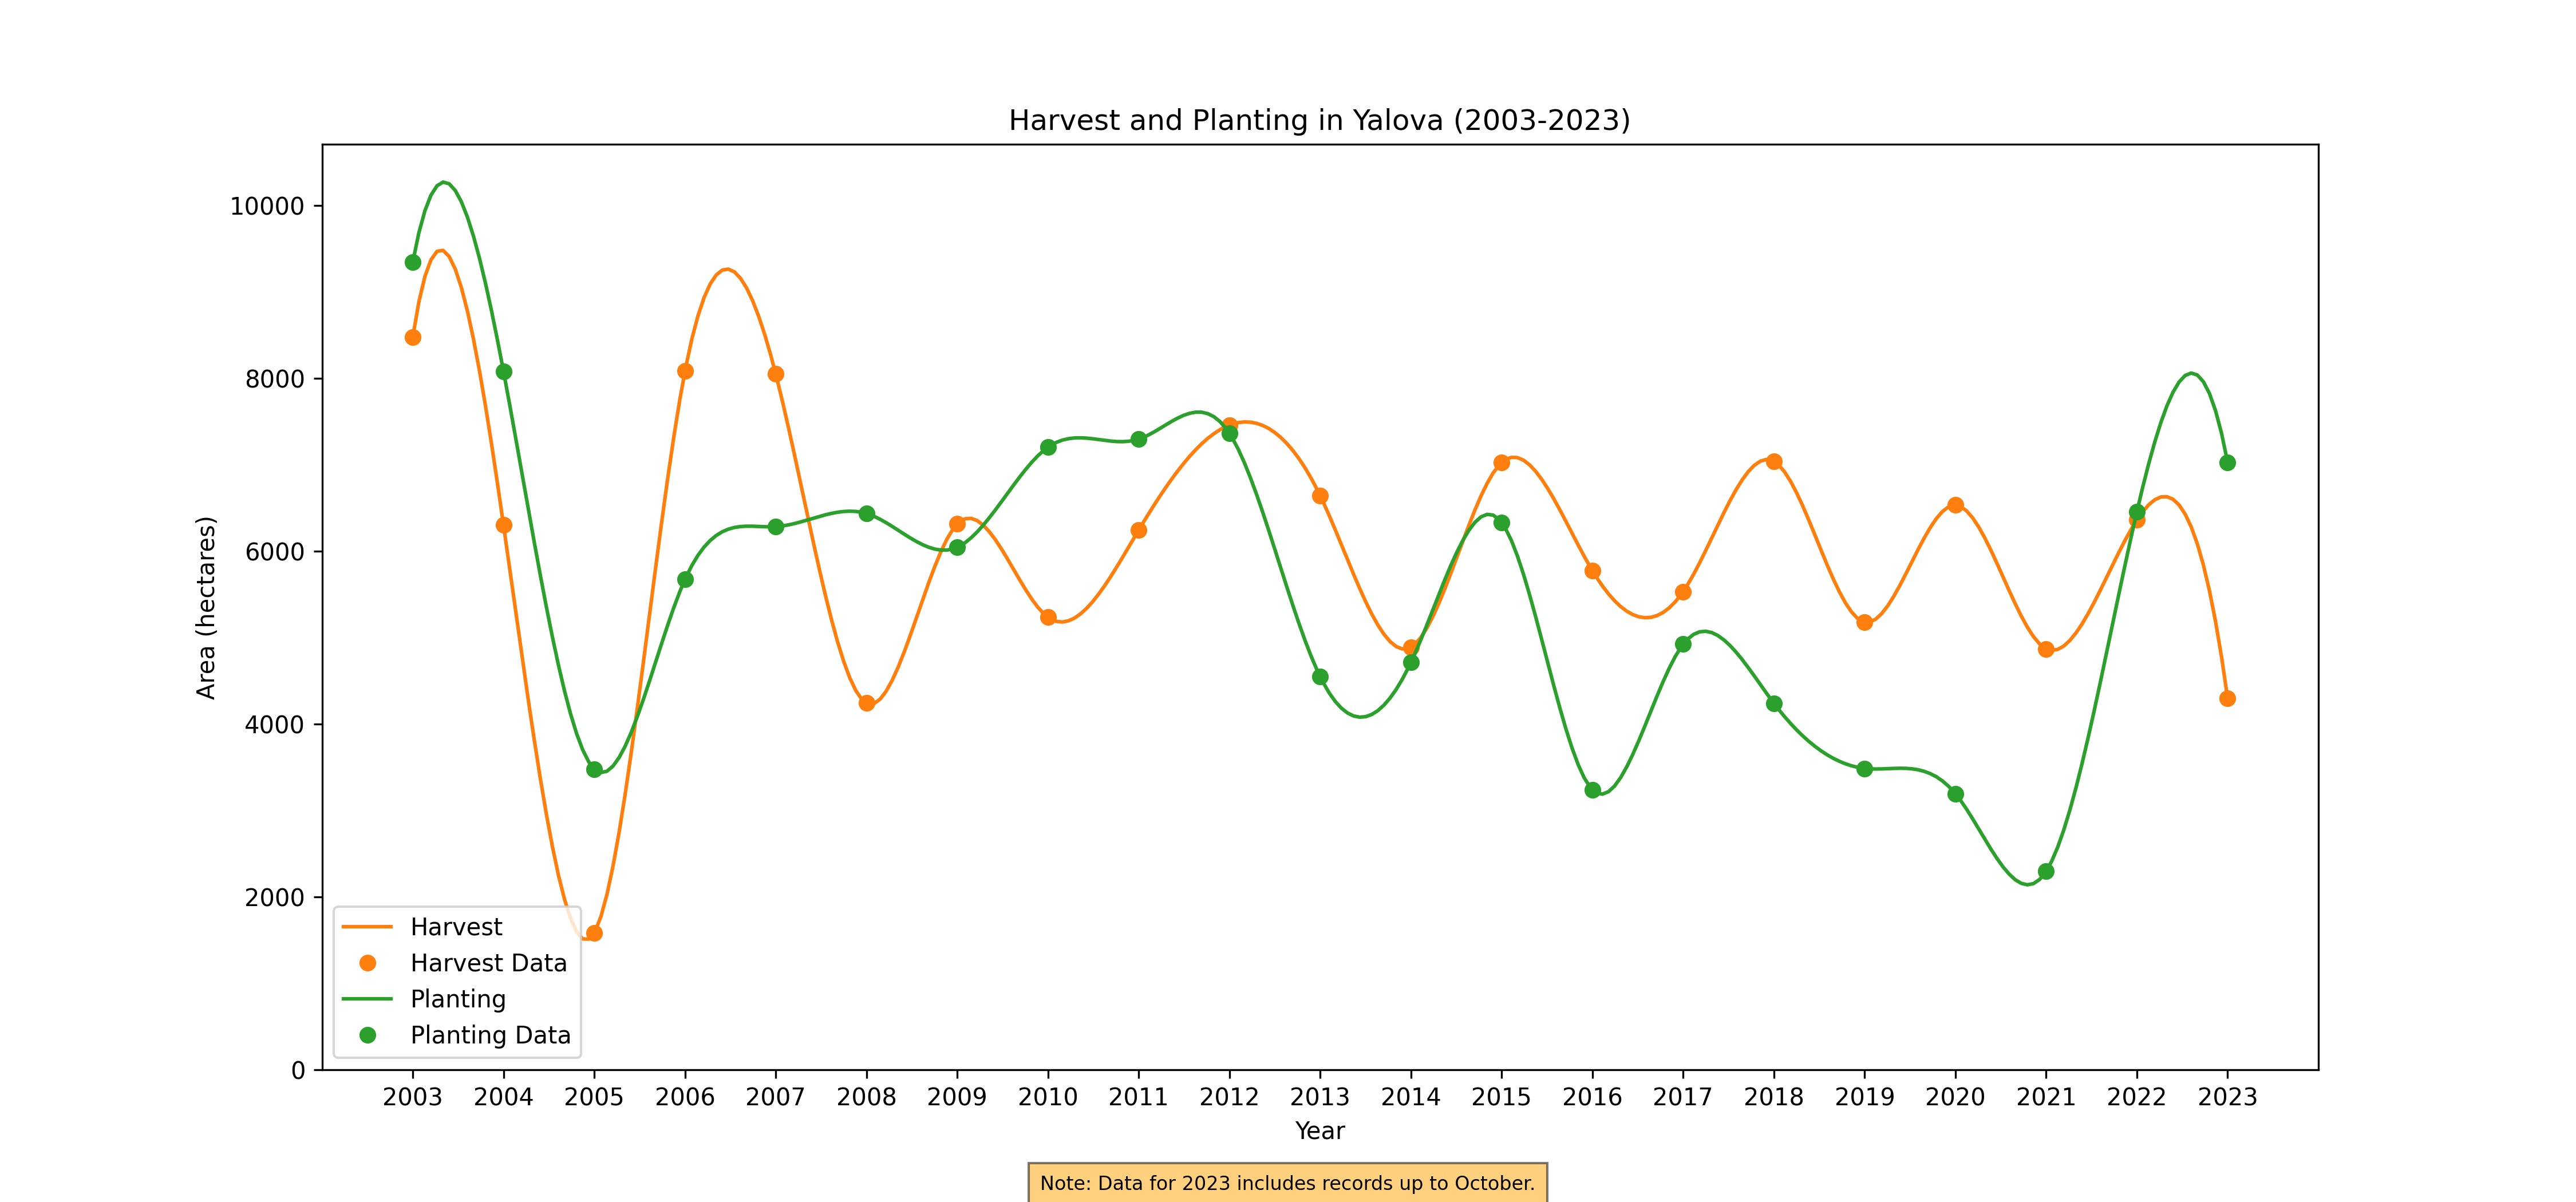 Harvest and Planting in Yalova (2003-2023)
Area (hectares)
10000
8000
6000
4000
2000
0
Harvest
Harvest Data
Planting
Planting Data
2003 2004 2005 2006 2007 2008 2009 2010 2011 2012 2013 2014 2015 2016 2017 2018 2019 2020 2021 2022 2023
Year
Note: Data for 2023 includes records up to October.